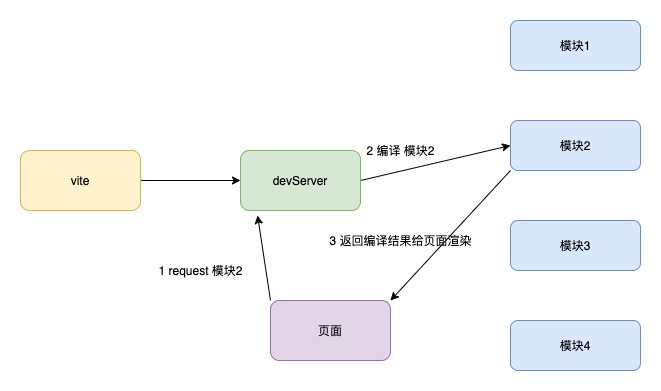 模块1
2 编译 模块2
模块2
vite
devServer
3 返回编译结果给页面渲染
模块3
1 request 模块2
页面
模块4